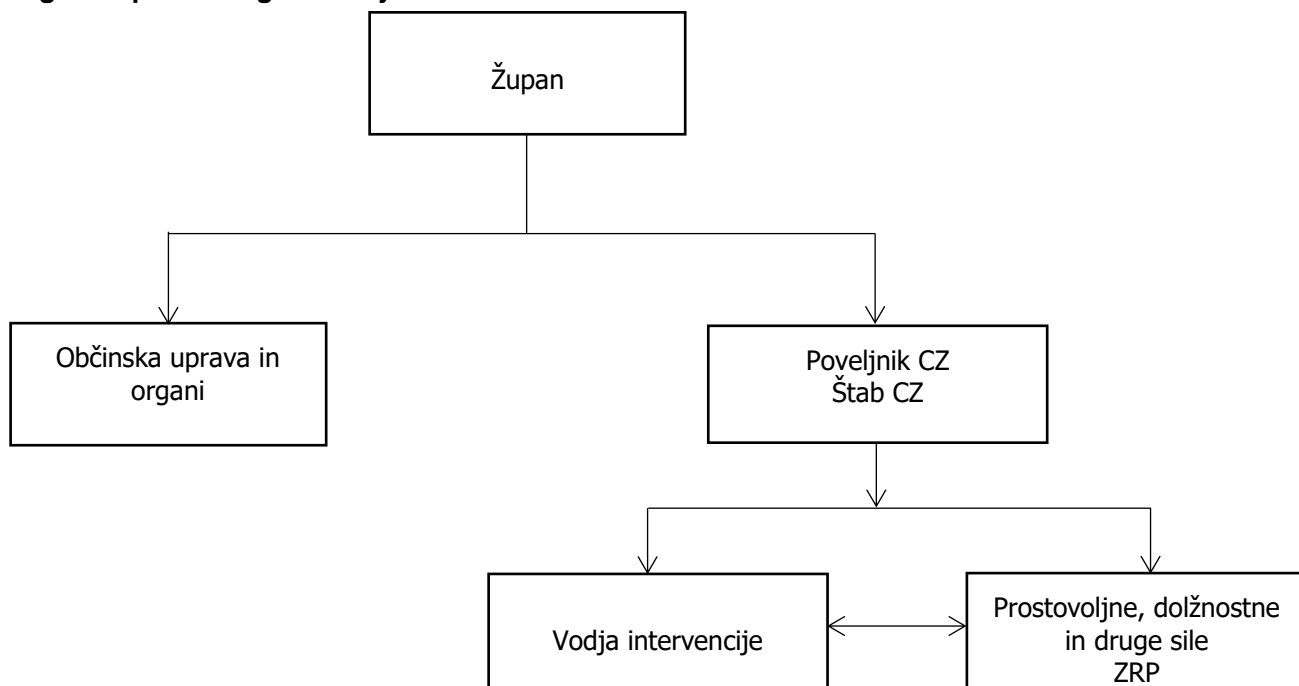 Župan
Občinska uprava in
organi
Poveljnik CZ
Štab CZ
Vodja intervencije
Prostovoljne, dolžnostne
in druge sile
ZRP